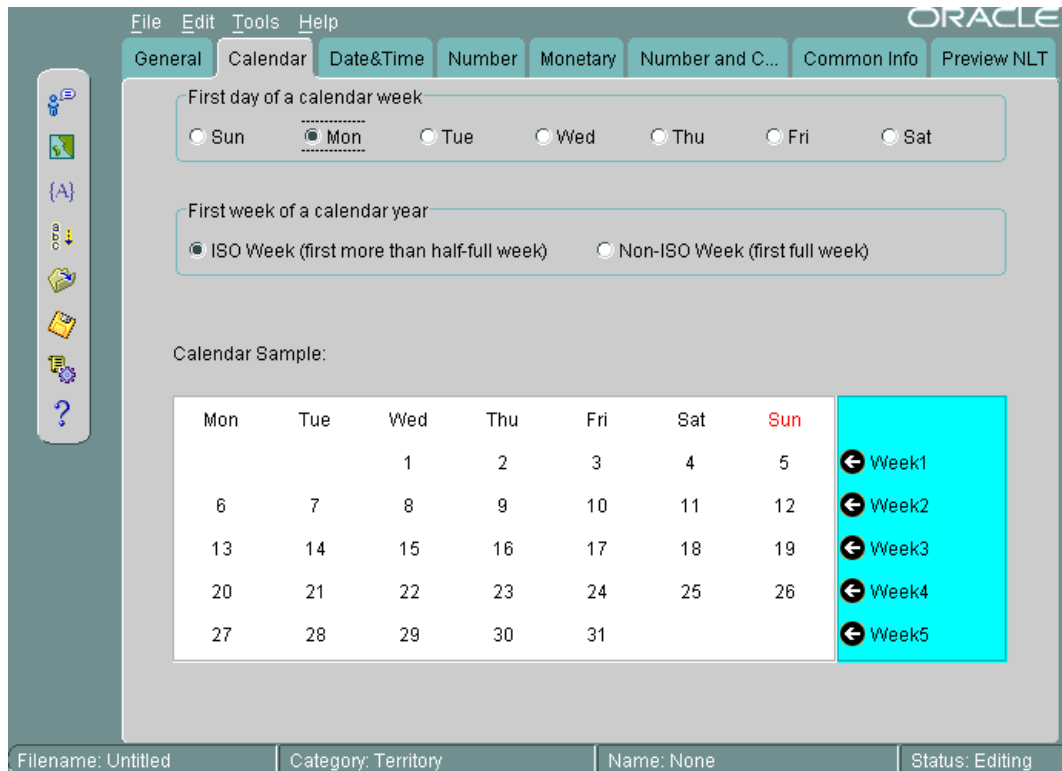 File Edit Tools Help
ORACLE
General Calendar Date&Time Number Monetary Number and C... Common Info Preview NLT
First day of a calendar week
Sun Mon Tue Wed Thu Fri Sat
First week of a calendar year
ISO Week (first more than half-full week) Non-ISO Week (first full week)
{A}
a
b
c
?
Calendar Sample:
Mon Tue Wed Thu Fri Sat Sun
1 2 3 4 5 Week1
6 7 8 9 10 11 12 Week2
13 14 15 16 17 18 19 Week3
20 21 22 23 24 25 26 Week4
27 28 29 30 31 Week5
Filename: Untitled Category: Territory Name: None Status: Editing